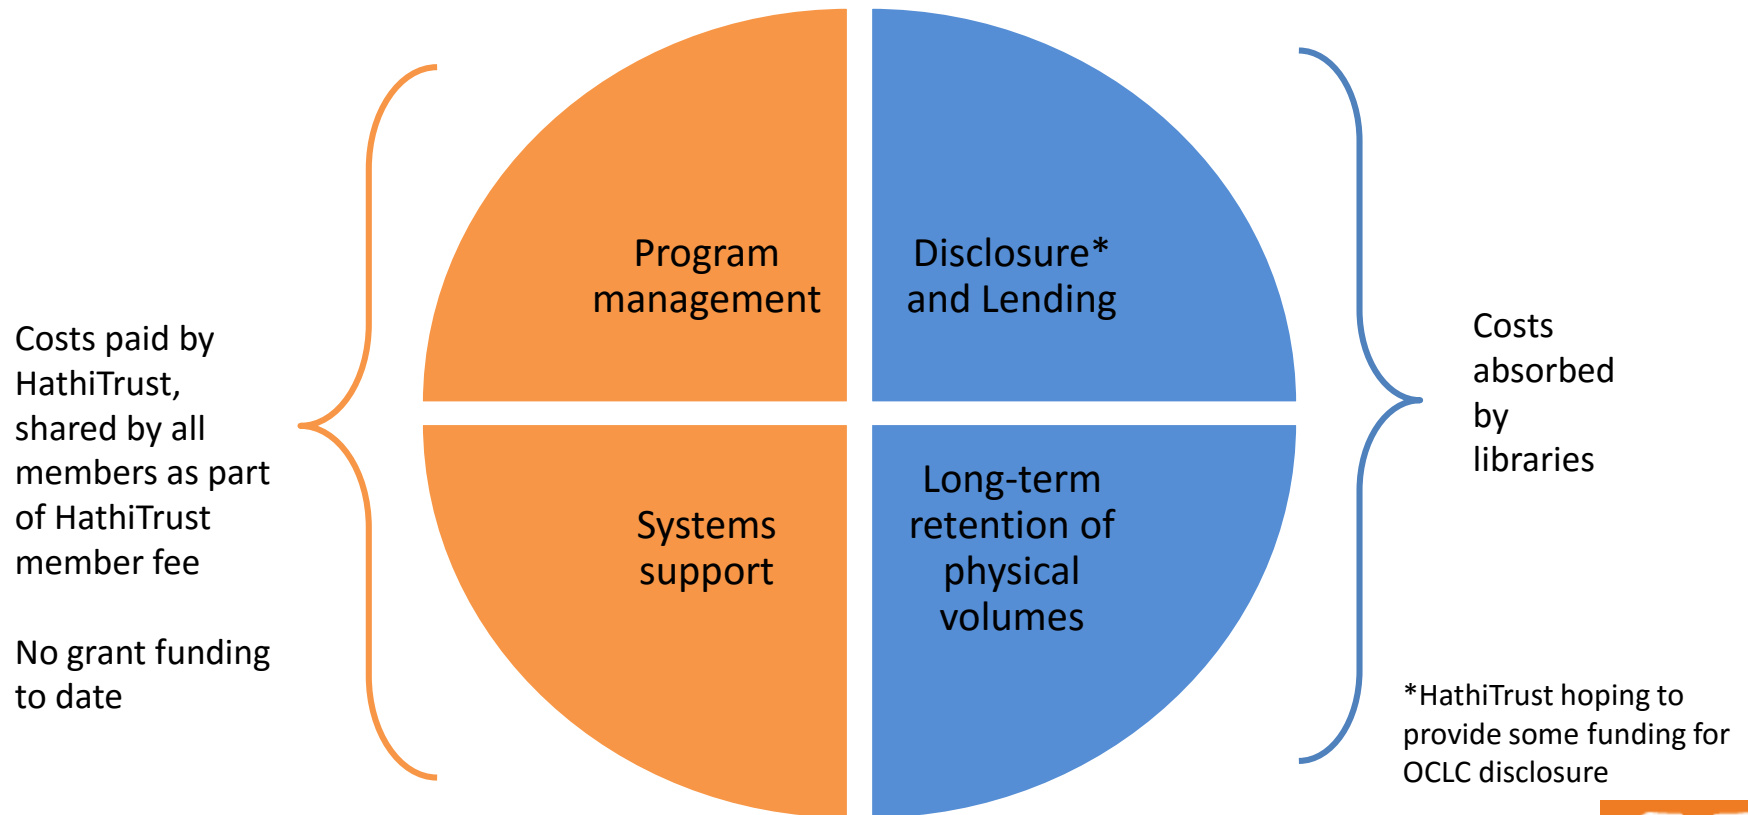 Costs paid by
HathiTrust,
shared by all
members as part
of HathiTrust
member fee
No grant funding
to date
Program
management
Systems
support
Disclosure*
and Lending
Long-term
retention of
physical
volumes
Costs
absorbed
by
libraries
*HathiTrust hoping to
provide some funding for
OCLC disclosure